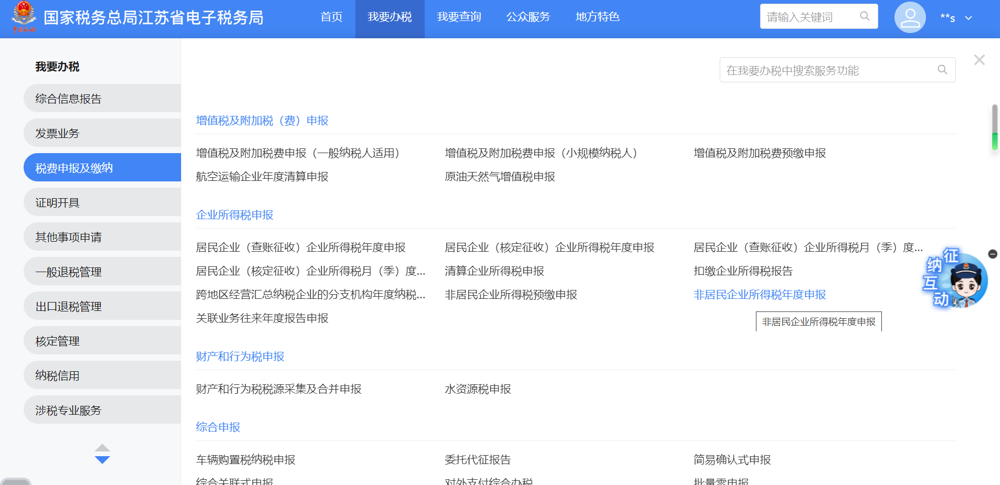 国家税务总局江苏省电子税务局
首页
我要办税
我要查询
公众服务
地方特色
请输入关键词
**s
我要办税
综合信息报告
发票业务
税费申报及缴纳
证明开具
其他事项申请
一般退税管理
出口退税管理
核定管理
纳税信用
涉税专业服务
在我要办税中搜索服务功能
增值税及附加税（费）申报
增值税及附加税费申报（一般纳税人适用）
增值税及附加税费申报（小规模纳税人）
增值税及附加税费预缴申报
航空运输企业年度清算申报
原油天然气增值税申报
企业所得税申报
居民企业（查账征收）企业所得税年度申报
居民企业（核定征收）企业所得税年度申报
居民企业（查账征收）企业所得税月（季）度...
居民企业（核定征收）企业所得税月（季）度...
清算企业所得税申报
扣缴企业所得税报告
跨地区经营汇总纳税企业的分支机构年度纳税...
非居民企业所得税预缴申报
非居民企业所得税年度申报
关联业务往来年度报告申报
非居民企业所得税年度申报
征纳互动
财产和行为税申报
财产和行为税税源采集及合并申报
水资源税申报
综合申报
车辆购置税纳税申报
委托代征报告
简易确认式申报
综合关联式申报
对外支付综合办税
批量零申报